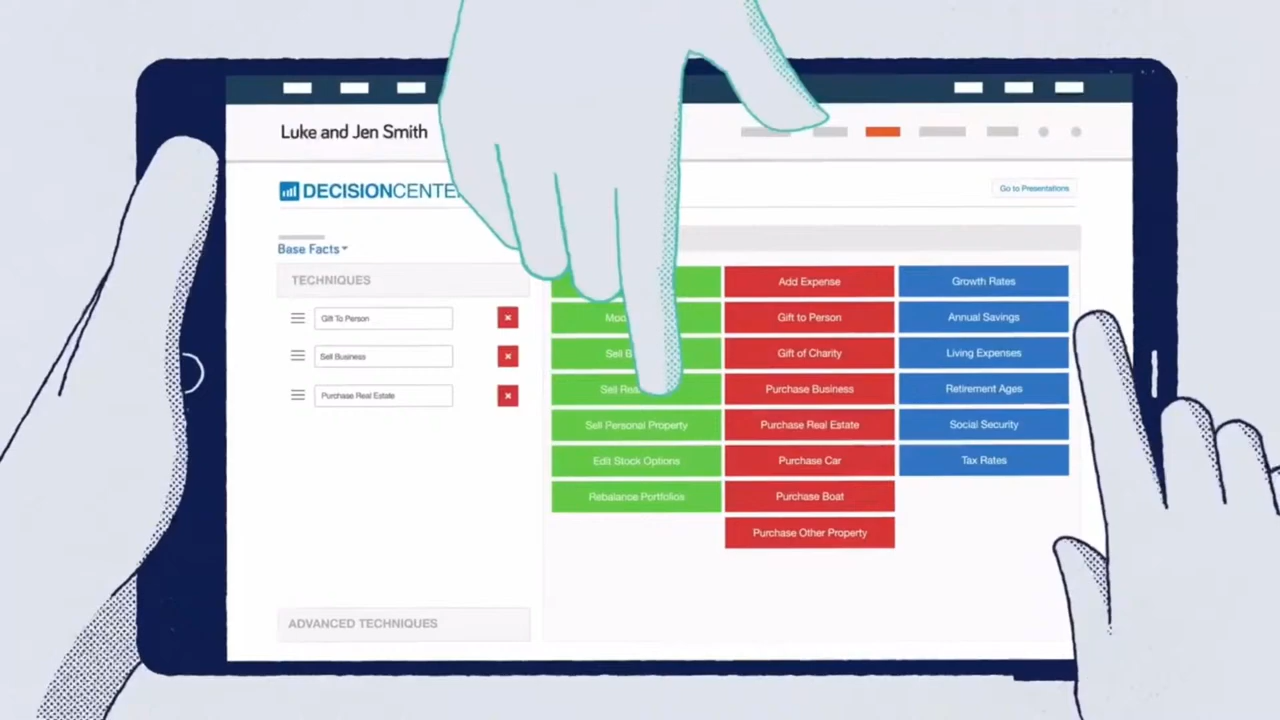 Luke and Jen Smith
DECISIONCENTE
Go to Presentations
Base Facts
TECHNIQUES
Gift To Person
Sell Business
Purchase Real Estate
Sell
Sell Personal Property
Edit Stock Options
Rebalance Portfolios
Add Expense
Gift to Person
Gift of Charity
Purchase Business
Purchase Real Estate
Purchase Car
Purchase Boat
Purchase Other Property
Growth Rates
Annual Savings
Living Expenses
Retirement Ages
Social Security
Tax Rates
ADVANCED TECHNIQUES